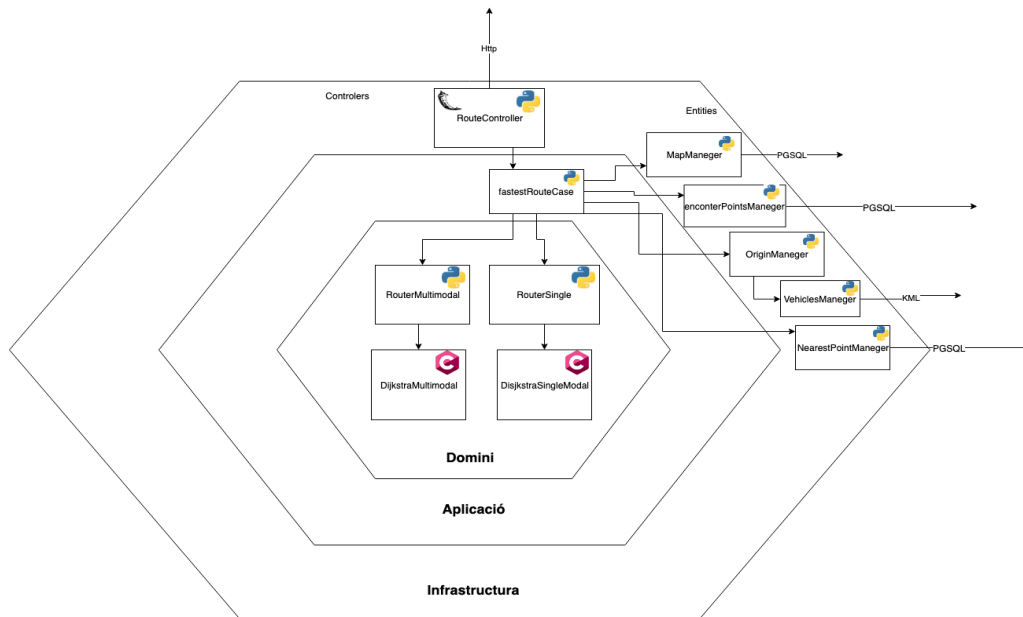 Http
Controlers
Entities
RouteController
MapManeger
PGSQL
fastestRouteCase
enconterPointsManeger
PGSQL
OriginManeger
RouterMultimodal
RouterSingle
VehiclesManeger
KML
NearestPointManeger
PGSQL
DijkstraMultimodal
DisjkstraSingleModal
Domini
Aplicació
Infrastructura